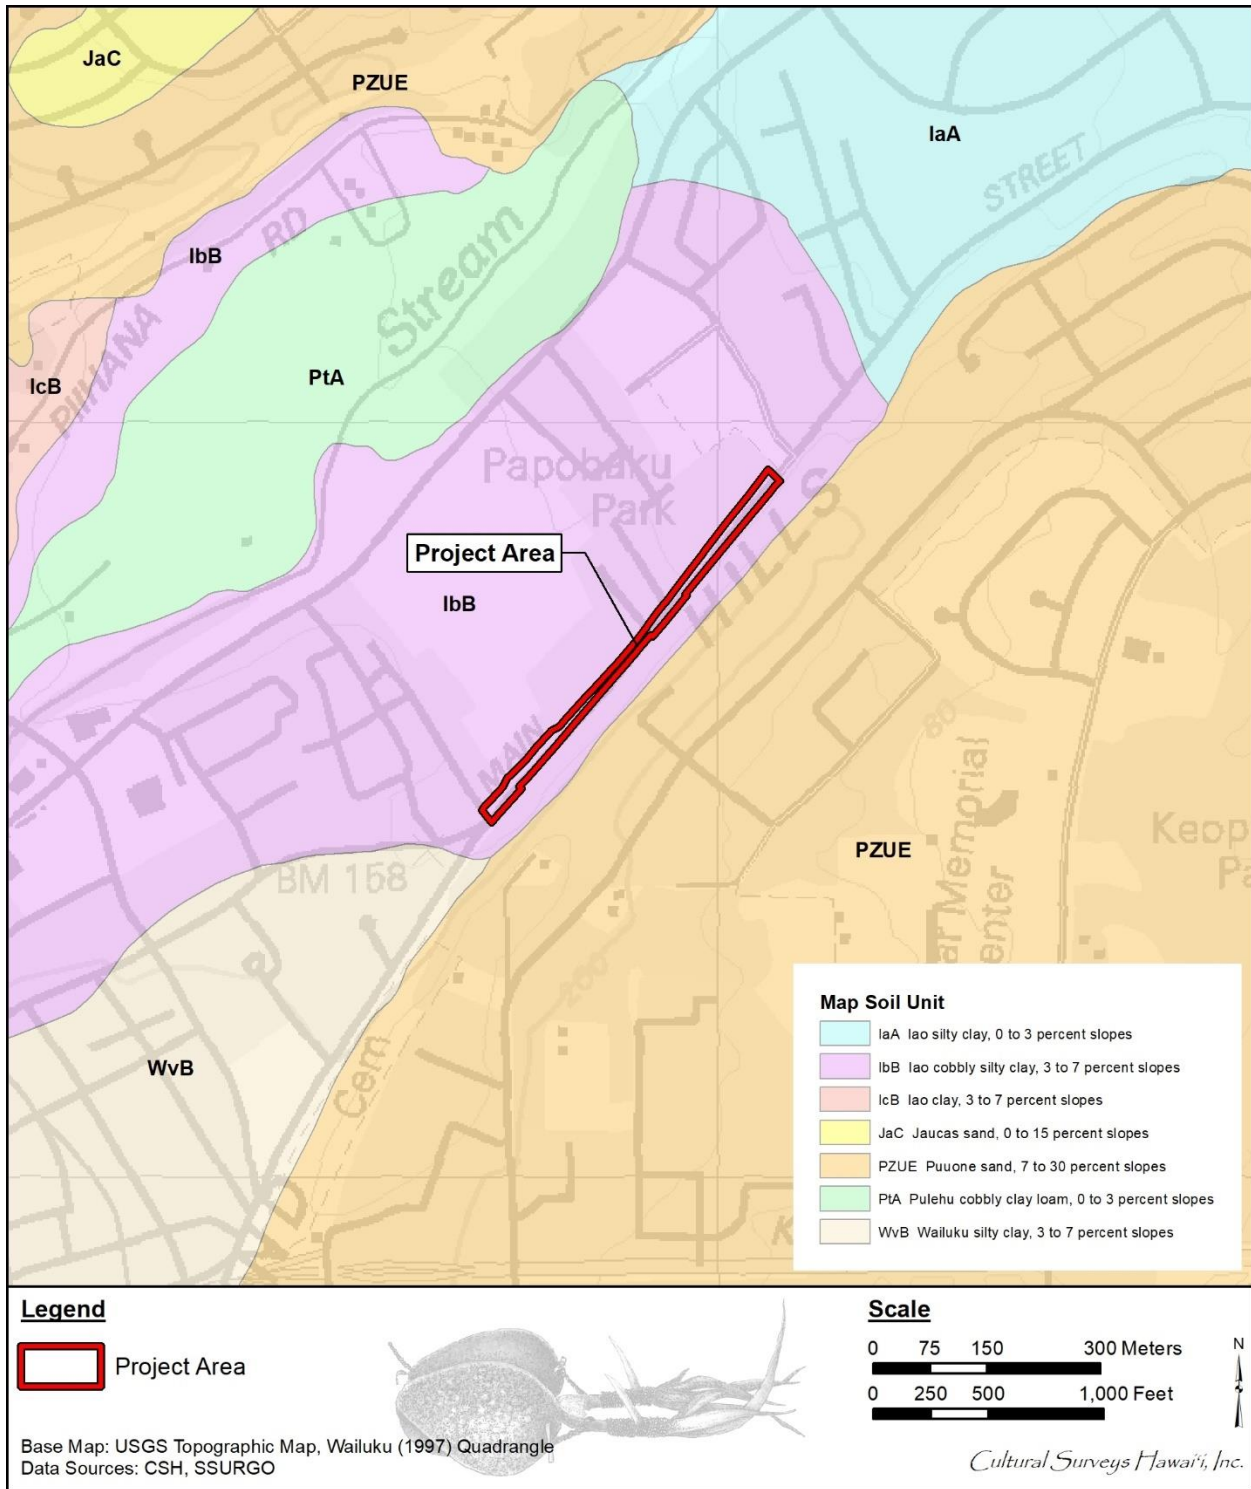 JaC
PZUE
IaA
STREET
RD
IbB
Stream
PIIHANA
PtA
IcB
Papohaku
Park
HILLS
Project Area
IbB
MAIN
80
BM 158
PZUE
Keop
Pa
ar Memorial
enter
200
WvB
Cem
D
K
Map Soil Unit
IaA Iao silty clay, 0 to 3 percent slopes
IbB Iao cobbly silty clay, 3 to 7 percent slopes
IcB Iao clay, 3 to 7 percent slopes
JaC Jaucas sand, 0 to 15 percent slopes
PZUE Puuone sand, 7 to 30 percent slopes
PtA Pulehu cobbly clay loam, 0 to 3 percent slopes
WvB Wailuku silty clay, 3 to 7 percent slopes
Legend
Project Area
Base Map: USGS Topographic Map, Wailuku (1997) Quadrangle
Data Sources: CSH, SSURGO
Scale
0 75 150 300 Meters
0 250 500 1,000 Feet
N
Cultural Surveys Hawai‘i, Inc.